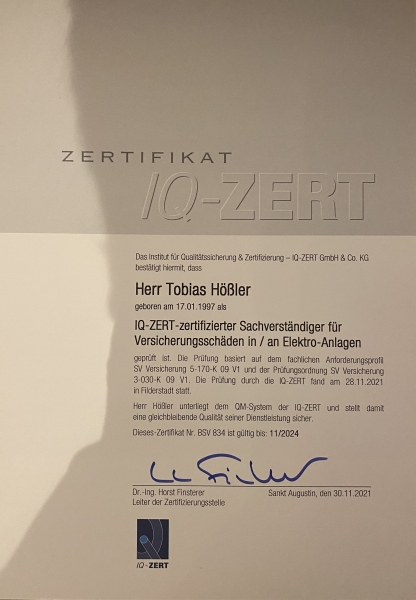 ZERTIFIKAT
IQ-ZERT
Das Institut für Qualitätssicherung & Zertifizierung – IQ-ZERT GmbH & Co. KG
bestätigt hiermit, dass
Herr Tobias Hößler
geboren am 17.01.1997 als
IQ-ZERT-zertifizierter Sachverständiger für
Versicherungsschäden in / an Elektro-Anlagen
geprüft ist. Die Prüfung basiert auf dem fachlichen Anforderungsprofil
SV Versicherung 5-170-K 09 V1 und der Prüfungsordnung SV Versicherung
3-030-K 09 V1. Die Prüfung durch die IQ-ZERT fand am 28.11.2021
in Filderstadt statt.
Herr Hößler unterliegt dem QM-System der IQ-ZERT und stellt damit
eine gleichbleibende Qualität seiner Dienstleistung sicher.
Dieses-Zertifikat Nr. BSV 834 ist gültig bis: 11/2024
Dr.-Ing. Horst Finsterer Sankt Augustin, den 30.11.2021
Leiter der Zertifizierungsstelle
IQ-ZERT